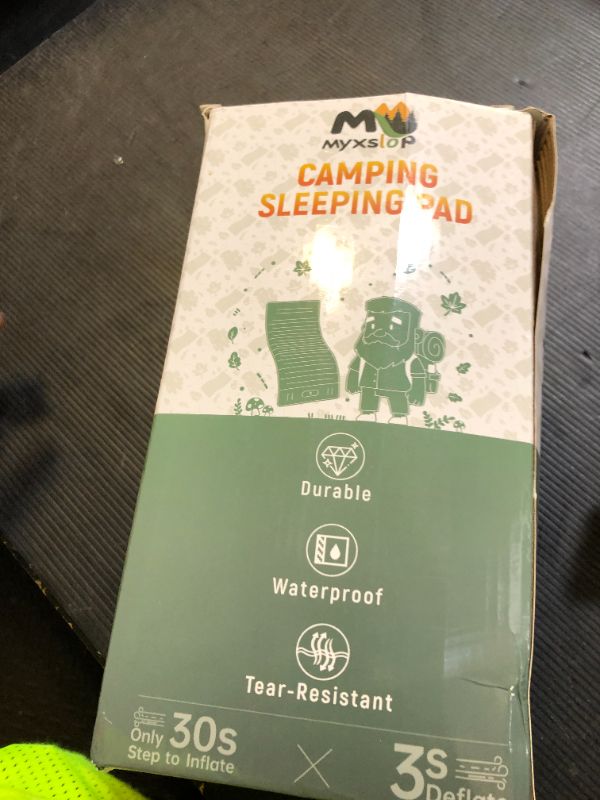 Myxslop
CAMPING
SLEEPING PAD
Durable
Waterproof
Tear-Resistant
Only 30s
Step to Inflate
3s